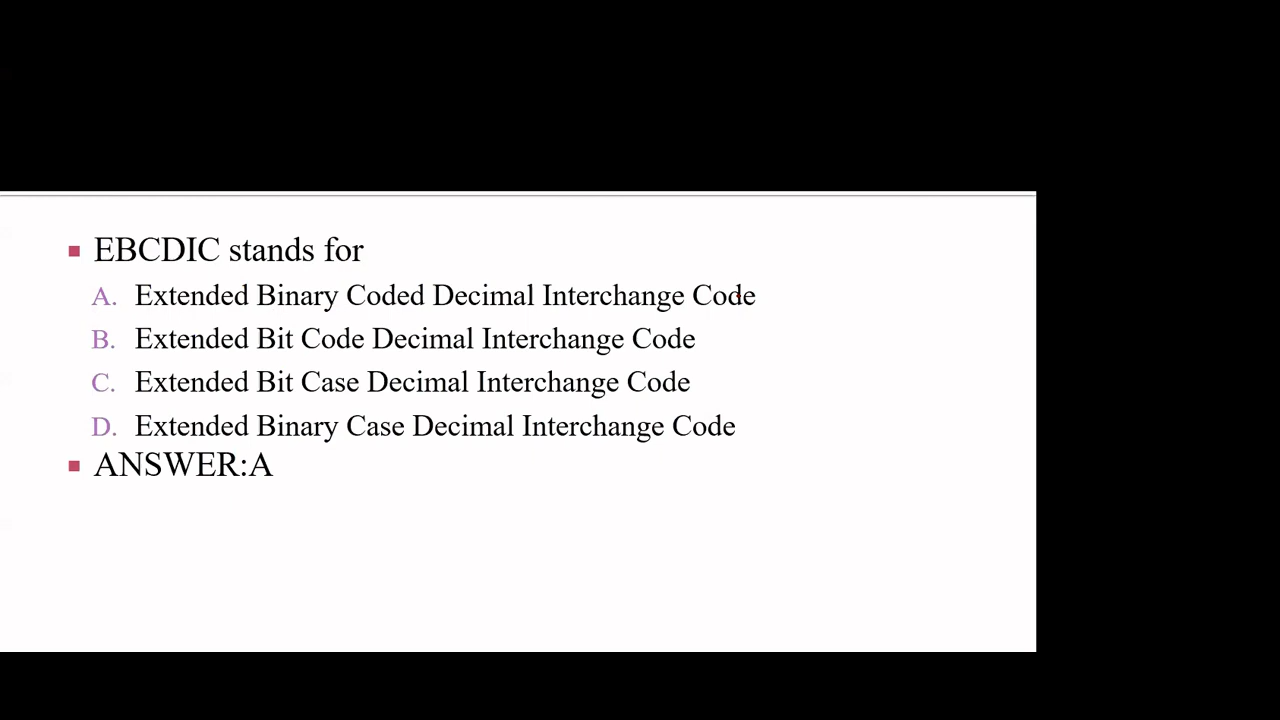 EBCDIC stands for
A. Extended Binary Coded Decimal Interchange Code
B. Extended Bit Code Decimal Interchange Code
C. Extended Bit Case Decimal Interchange Code
D. Extended Binary Case Decimal Interchange Code
ANSWER:A